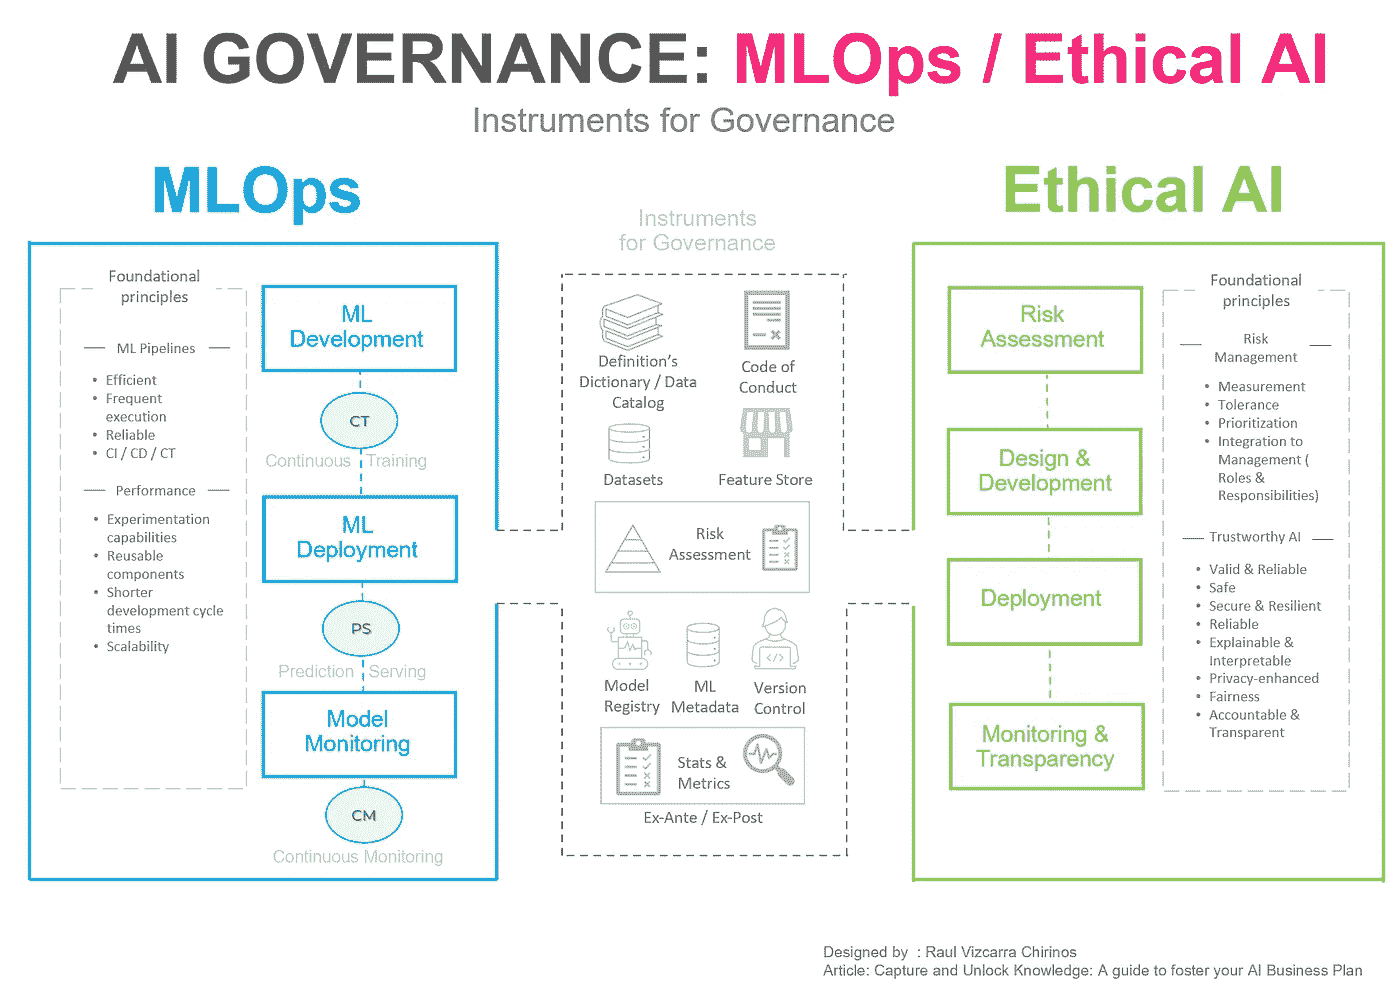 AI GOVERNANCE: MLOps / Ethical AI
Instruments for Governance
MLOps
Foundational
principles
ML Pipelines
• Efficient
• Frequent
execution
• Reliable
• CI / CD / CT
Performance
• Experimentation
capabilities
• Reusable
components
• Shorter
development cycle
times
• Scalability
ML
Development
CT
Continuous Training
ML
Deployment
PS
Prediction Serving
Model
Monitoring
CM
Continuous Monitoring
Instruments
for Governance
Definition's
Dictionary / Data
Catalog
Code of
Conduct
Datasets
Feature Store
Risk
Assessment
Model
Registry
ML
Metadata
Version
Control
Stats &
Metrics
Ex-Ante / Ex-Post
Ethical AI
Risk
Assessment
Design &
Development
Deployment
Monitoring &
Transparency
Foundational
principles
Risk
Management
• Measurement
• Tolerance
• Prioritization
• Integration to
Management (
Roles &
Responsibilities)
Trustworthy AI
• Valid & Reliable
• Safe
• Secure & Resilient
• Reliable
• Explainable &
Interpretable
• Privacy-enhanced
• Fairness
• Accountable &
Transparent
Designed by : Raul Vizcarra Chirinos
Article: Capture and Unlock Knowledge: A guide to foster your AI Business Plan